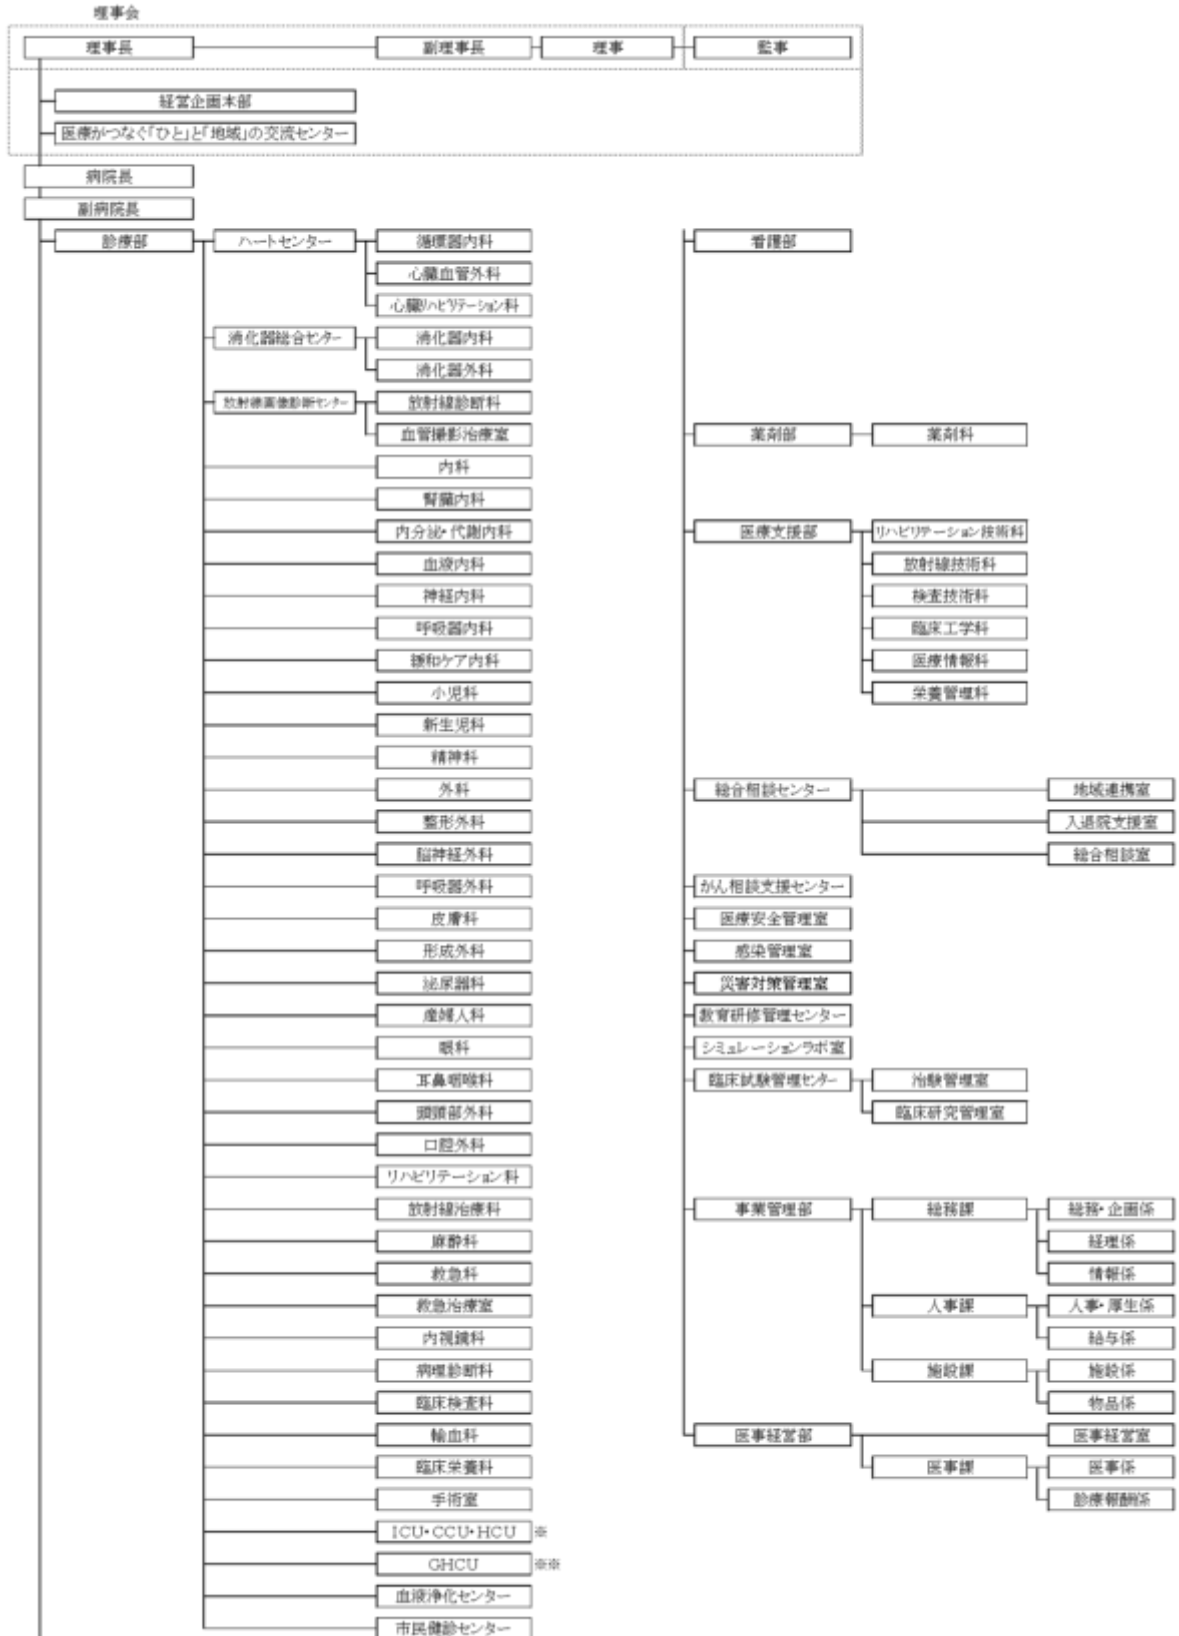 理事会
理事長
副理事長
理事
監事
経営企画本部
医療がつなぐ「ひと」と「地域」の交流センター
病院長
副病院長
診療部
ハートセンター
循環器内科
心臓血管外科
心臓リハビリテーション科
消化器総合センター
消化器内科
消化器外科
放射線画像診断センター
放射線診断科
血管撮影治療室
内科
腎臓内科
内分泌・代謝内科
血液内科
神経内科
呼吸器内科
緩和ケア内科
小児科
新生児科
精神科
外科
整形外科
脳神経外科
呼吸器外科
皮膚科
形成外科
泌尿器科
産婦人科
眼科
耳鼻咽喉科
頭頸部外科
口腔外科
リハビリテーション科
放射線治療科
麻酔科
救急科
救急治療室
内視鏡科
病理診断科
臨床検査科
輸血科
臨床栄養科
手術室
ICU・CCU・HCU ※
GHCU ※※
血液浄化センター
市民健診センター
看護部
薬剤部
薬剤科
医療支援部
リハビリテーション技術科
放射線技術科
検査技術科
臨床工学科
医療情報科
栄養管理科
総合相談センター
地域連携室
入退院支援室
総合相談室
がん相談支援センター
医療安全管理室
感染管理室
災害対策管理室
教育研修管理センター
シミュレーションラボ室
臨床試験管理センター
治験管理室
臨床研究管理室
事業管理部
総務課
総務・企画係
経理係
情報係
人事課
人事・厚生係
給与係
施設課
施設係
物品係
医事経営部
医事経営室
医事課
医事係
診療報酬係